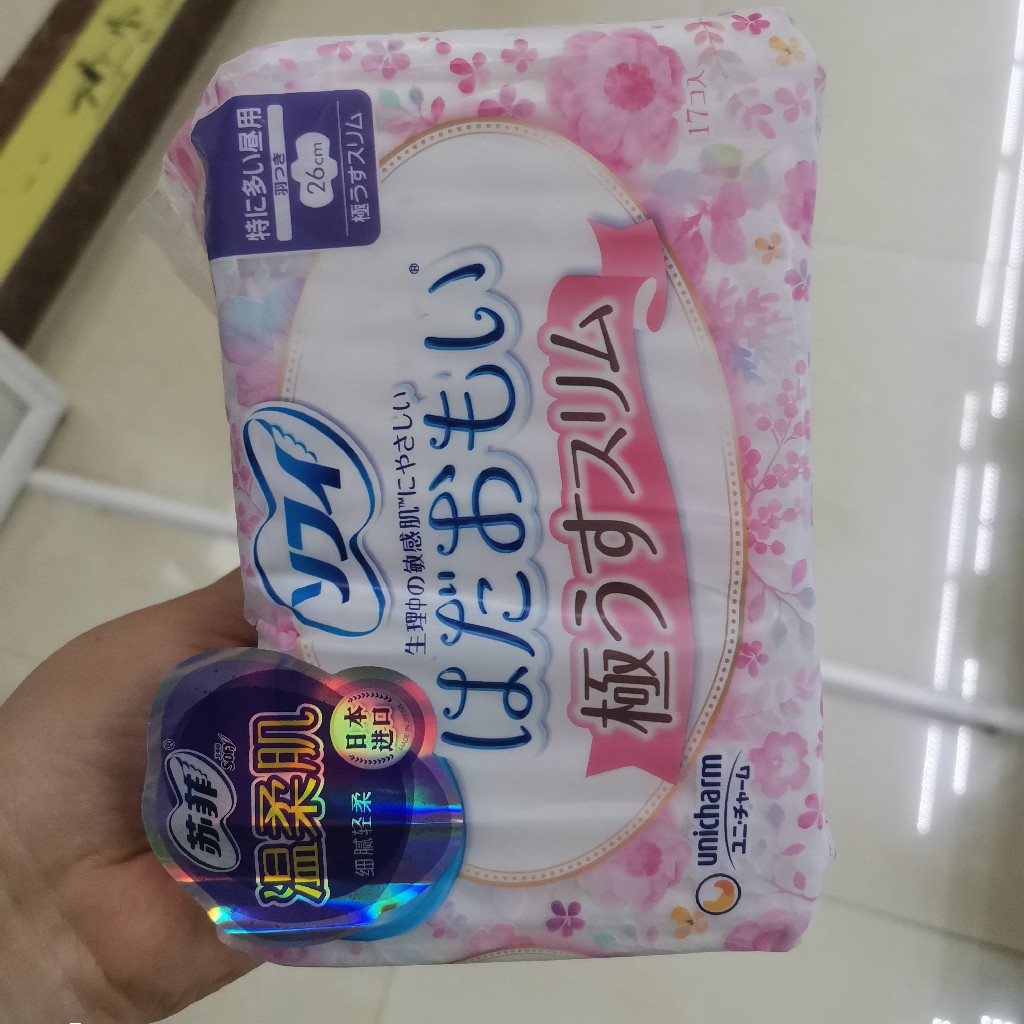 特に多い昼用
羽つき
26cm
極うすスリム
17コ入
ソフィ
生理中の敏感肌™にやさしい
はだおもい®
極うすスリム
unicharm
ユニ・チャーム
苏菲®
SOFY
温柔肌
细腻轻柔
日本
进口